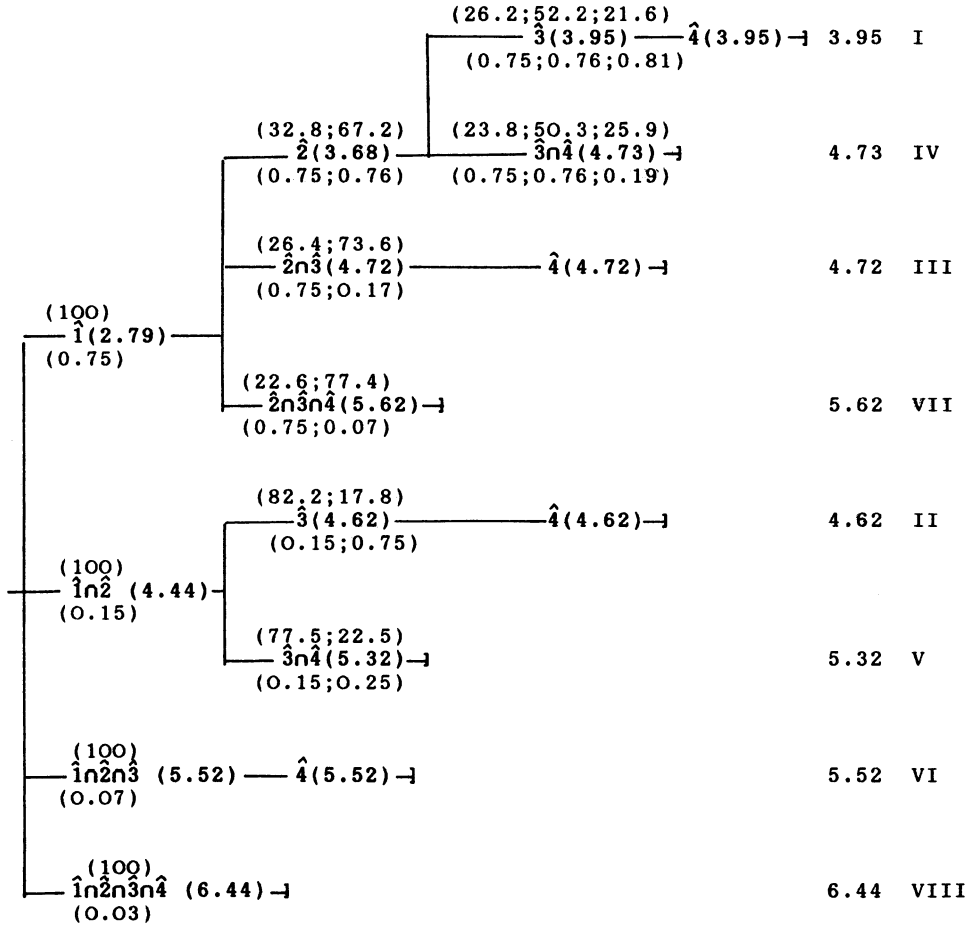 (26.2;52.2;21.6)
3̂(3.95) 4̂(3.95) 3.95 I
(0.75;0.76;0.81)
(32.8;67.2) (23.8;50.3;25.9)
2̂(3.68) 3̂∩4̂(4.73) 4.73 IV
(0.75;0.76) (0.75;0.76;0.19)
(26.4;73.6)
2̂∩3̂(4.72) 4̂(4.72) 4.72 III
(0.75;0.17)
(100)
1̂(2.79)
(0.75)
(22.6;77.4)
2̂∩3̂∩4̂(5.62) 5.62 VII
(0.75;0.07)
(82.2;17.8)
3̂(4.62) 4̂(4.62) 4.62 II
(0.15;0.75)
(100)
1̂∩2̂ (4.44)
(0.15)
(77.5;22.5)
3̂∩4̂(5.32) 5.32 V
(0.15;0.25)
(100)
1̂∩2̂∩3̂ (5.52) 4̂(5.52) 5.52 VI
(0.07)
(100)
1̂∩2̂∩3̂∩4̂ (6.44) 6.44 VIII
(0.03)